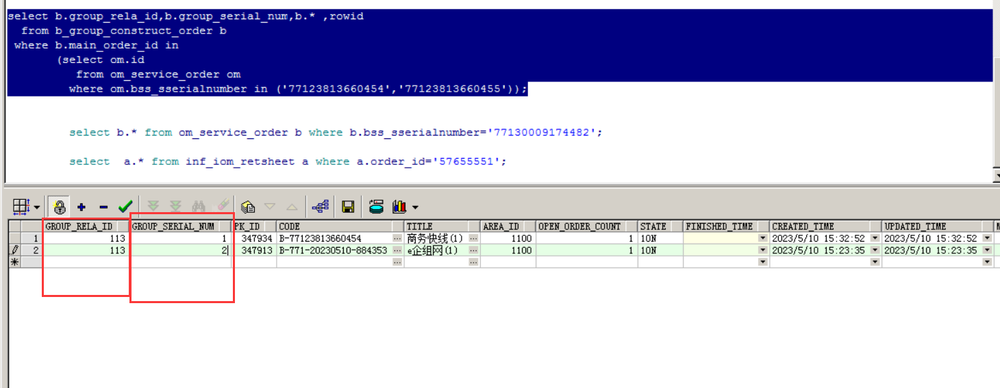 select b.group_rela_id,b.group_serial_num,b.* ,rowid
from b_group_construct_order b
where b.main_order_id in
(select om.id
from om_service_order om
where om.bss_sserialnumber in ('77123813660454','77123813660455'));
select b.* from om_service_order b where b.bss_sserialnumber='77130009174482';
select a.* from inf_iom_retsheet a where a.order_id='57655551';
GROUP_RELA_ID GROUP_SERIAL_NUM PK_ID CODE TITLE AREA_ID OPEN_ORDER_COUNT STATE FINISHED_TIME CREATED_TIME UPDATED_TIME
1 113 1 347934 B-77123813660454 ... 商务快线(1) ... 1100 1 10N 2023/5/10 15:32:52 2023/5/10 15:32:52
2 113 2 347913 B-771-20230510-884353 ... e企组网(1) ... 1100 1 10N 2023/5/10 15:23:35 2023/5/10 15:23:35
* ... ...